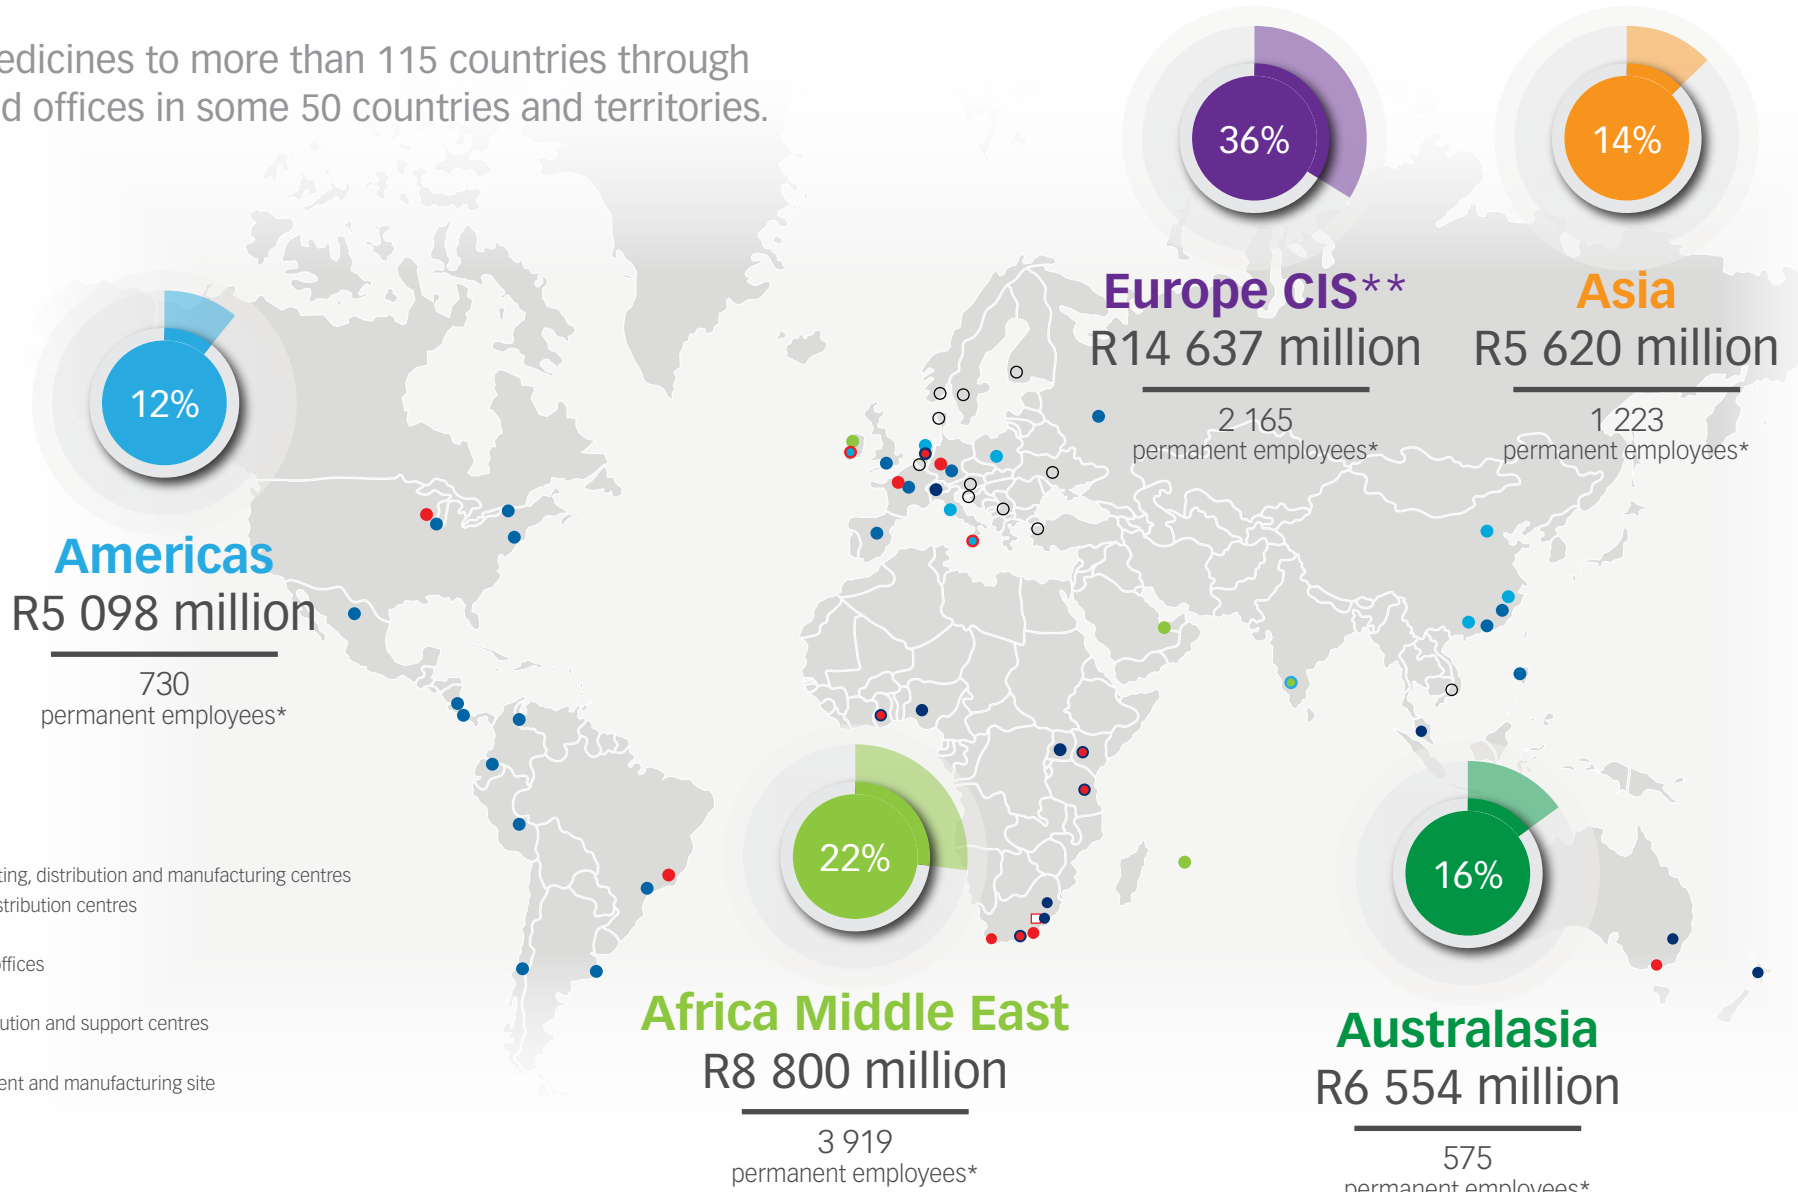 edicines to more than 115 countries through
d offices in some 50 countries and territories.
36%
Europe CIS**
R14 637 million
2 165
permanent employees*
14%
Asia
R5 620 million
1 223
permanent employees*
12%
Americas
R5 098 million
730
permanent employees*
ting, distribution and manufacturing centres
stribution centres
offices
ution and support centres
ent and manufacturing site
22%
Africa Middle East
R8 800 million
3 919
permanent employees*
16%
Australasia
R6 554 million
575
permanent employees*